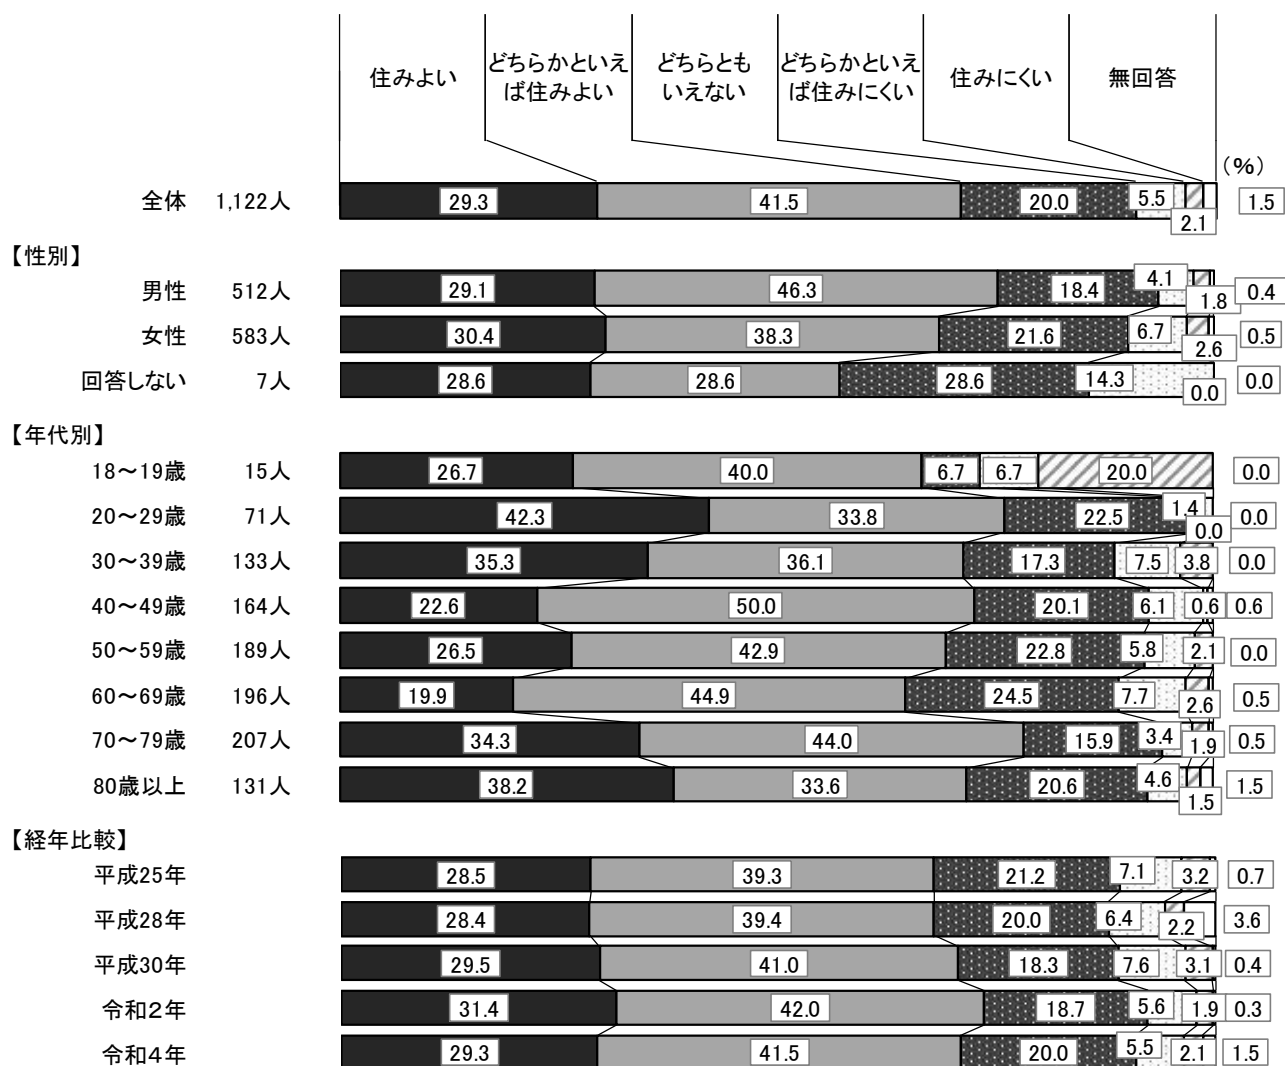 住みよい
どちらかといえ
ば住みよい
どちらとも
いえない
どちらかといえ
ば住みにくい
住みにくい
無回答
（%）
全体 1,122人 29.3 41.5 20.0 5.5 2.1 1.5
【性別】
男性 512人 29.1 46.3 18.4 4.1 1.8 0.4
女性 583人 30.4 38.3 21.6 6.7 2.6 0.5
回答しない 7人 28.6 28.6 28.6 14.3 0.0 0.0
【年代別】
18～19歳 15人 26.7 40.0 6.7 6.7 20.0 0.0
20～29歳 71人 42.3 33.8 22.5 1.4 0.0 0.0
30～39歳 133人 35.3 36.1 17.3 7.5 3.8 0.0
40～49歳 164人 22.6 50.0 20.1 6.1 0.6 0.6
50～59歳 189人 26.5 42.9 22.8 5.8 2.1 0.0
60～69歳 196人 19.9 44.9 24.5 7.7 2.6 0.5
70～79歳 207人 34.3 44.0 15.9 3.4 1.9 0.5
80歳以上 131人 38.2 33.6 20.6 4.6 1.5 1.5
【経年比較】
平成25年 28.5 39.3 21.2 7.1 3.2 0.7
平成28年 28.4 39.4 20.0 6.4 2.2 3.6
平成30年 29.5 41.0 18.3 7.6 3.1 0.4
令和２年 31.4 42.0 18.7 5.6 1.9 0.3
令和４年 29.3 41.5 20.0 5.5 2.1 1.5